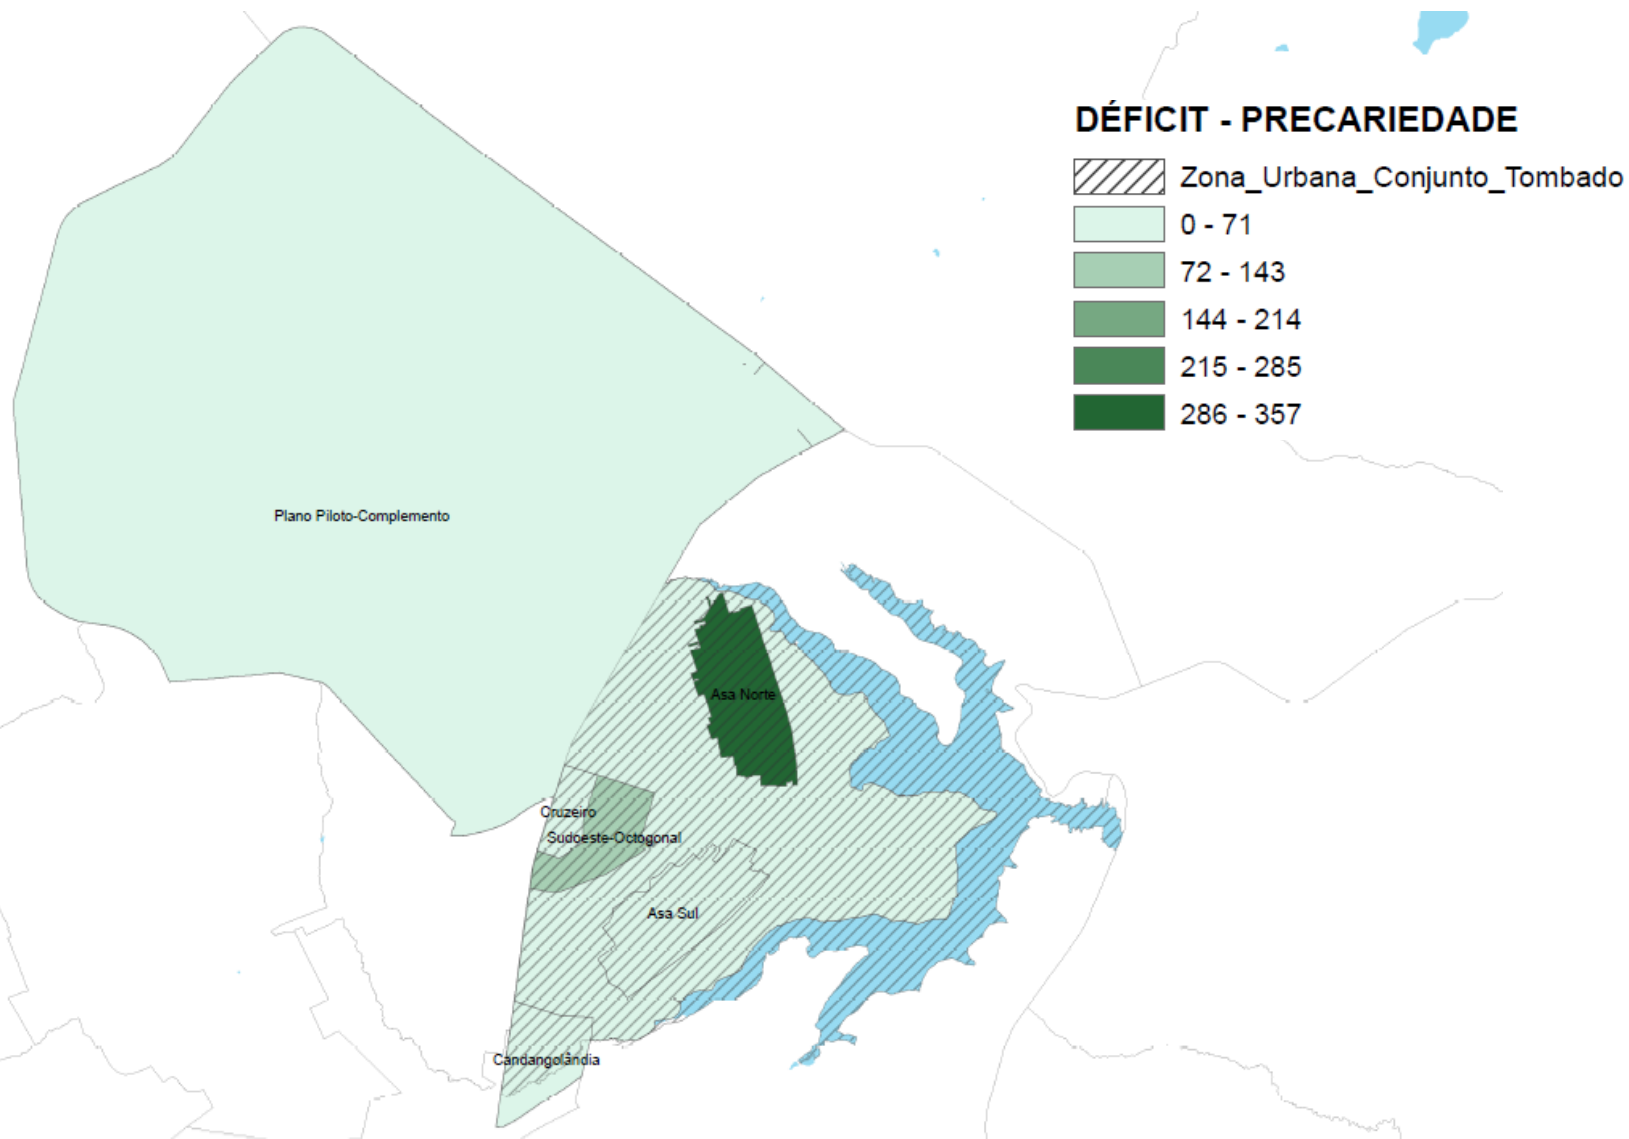 DÉFICIT - PRECARIEDADE
Zona_Urbana_Conjunto_Tombado
0 - 71
72 - 143
144 - 214
215 - 285
286 - 357
Plano Piloto-Complemento
Asa Norte
Cruzeiro
Sudoeste-Octogonal
Asa Sul
Candangolândia